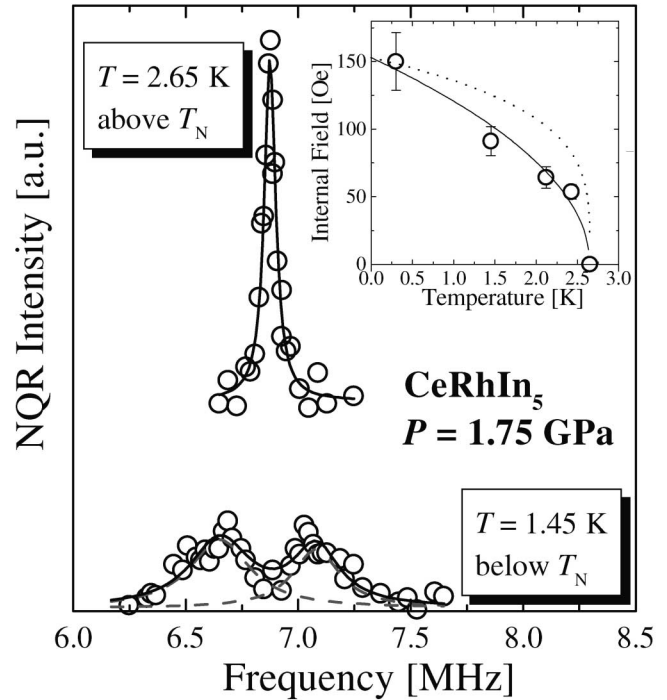 T = 2.65 K
above T_N
Internal Field [Oe]
150
100
50
0
0.0 0.5 1.0 1.5 2.0 2.5 3.0
Temperature [K]
NQR Intensity [a.u.]
CeRhIn₅
P = 1.75 GPa
T = 1.45 K
below T_N
6.0 6.5 7.0 7.5 8.0 8.5
Frequency [MHz]